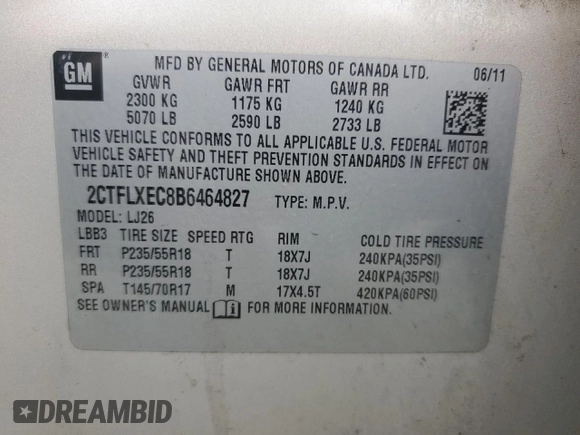 GM ®
MFD BY GENERAL MOTORS OF CANADA LTD. 06/11
GVWR GAWR FRT GAWR RR
2300 KG 1175 KG 1240 KG
5070 LB 2590 LB 2733 LB
THIS VEHICLE CONFORMS TO ALL APPLICABLE U.S. FEDERAL MOTOR
VEHICLE SAFETY AND THEFT PREVENTION STANDARDS IN EFFECT ON
THE DATE OF MANUFACTURE SHOWN ABOVE.
2CTFLXEC8B6464827 TYPE: M.P.V.
MODEL: LJ26
LBB3 TIRE SIZE SPEED RTG RIM COLD TIRE PRESSURE
FRT P235/55R18 T 18X7J 240KPA(35PSI)
RR P235/55R18 T 18X7J 240KPA(35PSI)
SPA T145/70R17 M 17X4.5T 420KPA(60PSI)
SEE OWNER'S MANUAL FOR MORE INFORMATION.
DREAMBID